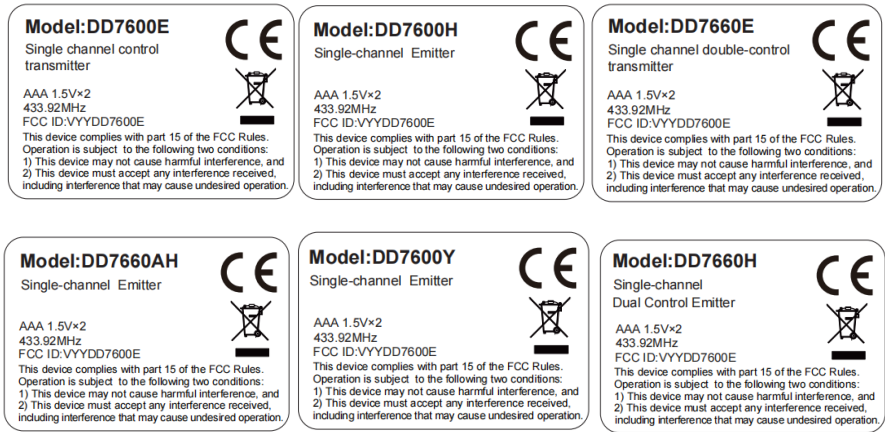 Model:DD7600E
Single channel control
transmitter
AAA 1.5V×2
433.92MHz
FCC ID:VYYDD7600E
This device complies with part 15 of the FCC Rules.
Operation is subject to the following two conditions:
1) This device may not cause harmful interference, and
2) This device must accept any interference received,
including interference that may cause undesired operation.
CE
Model:DD7600H
Single-channel Emitter
AAA 1.5V×2
433.92MHz
FCC ID:VYYDD7600E
This device complies with part 15 of the FCC Rules.
Operation is subject to the following two conditions:
1) This device may not cause harmful interference, and
2) This device must accept any interference received,
including interference that may cause undesired operation.
CE
Model:DD7660E
Single channel double-control
transmitter
AAA 1.5V×2
433.92MHz
FCC ID:VYYDD7600E
This device complies with part 15 of the FCC Rules.
Operation is subject to the following two conditions:
1) This device may not cause harmful interference, and
2) This device must accept any interference received,
including interference that may cause undesired operation.
CE
Model:DD7660AH
Single-channel Emitter
AAA 1.5V×2
433.92MHz
FCC ID:VYYDD7600E
This device complies with part 15 of the FCC Rules.
Operation is subject to the following two conditions:
1) This device may not cause harmful interference, and
2) This device must accept any interference received,
including interference that may cause undesired operation.
CE
Model:DD7600Y
Single-channel Emitter
AAA 1.5V×2
433.92MHz
FCC ID:VYYDD7600E
This device complies with part 15 of the FCC Rules.
Operation is subject to the following two conditions:
1) This device may not cause harmful interference, and
2) This device must accept any interference received,
including interference that may cause undesired operation.
CE
Model:DD7660H
Single-channel
Dual Control Emitter
AAA 1.5V×2
433.92MHz
FCC ID:VYYDD7600E
This device complies with part 15 of the FCC Rules.
Operation is subject to the following two conditions:
1) This device may not cause harmful interference, and
2) This device must accept any interference received,
including interference that may cause undesired operation.
CE